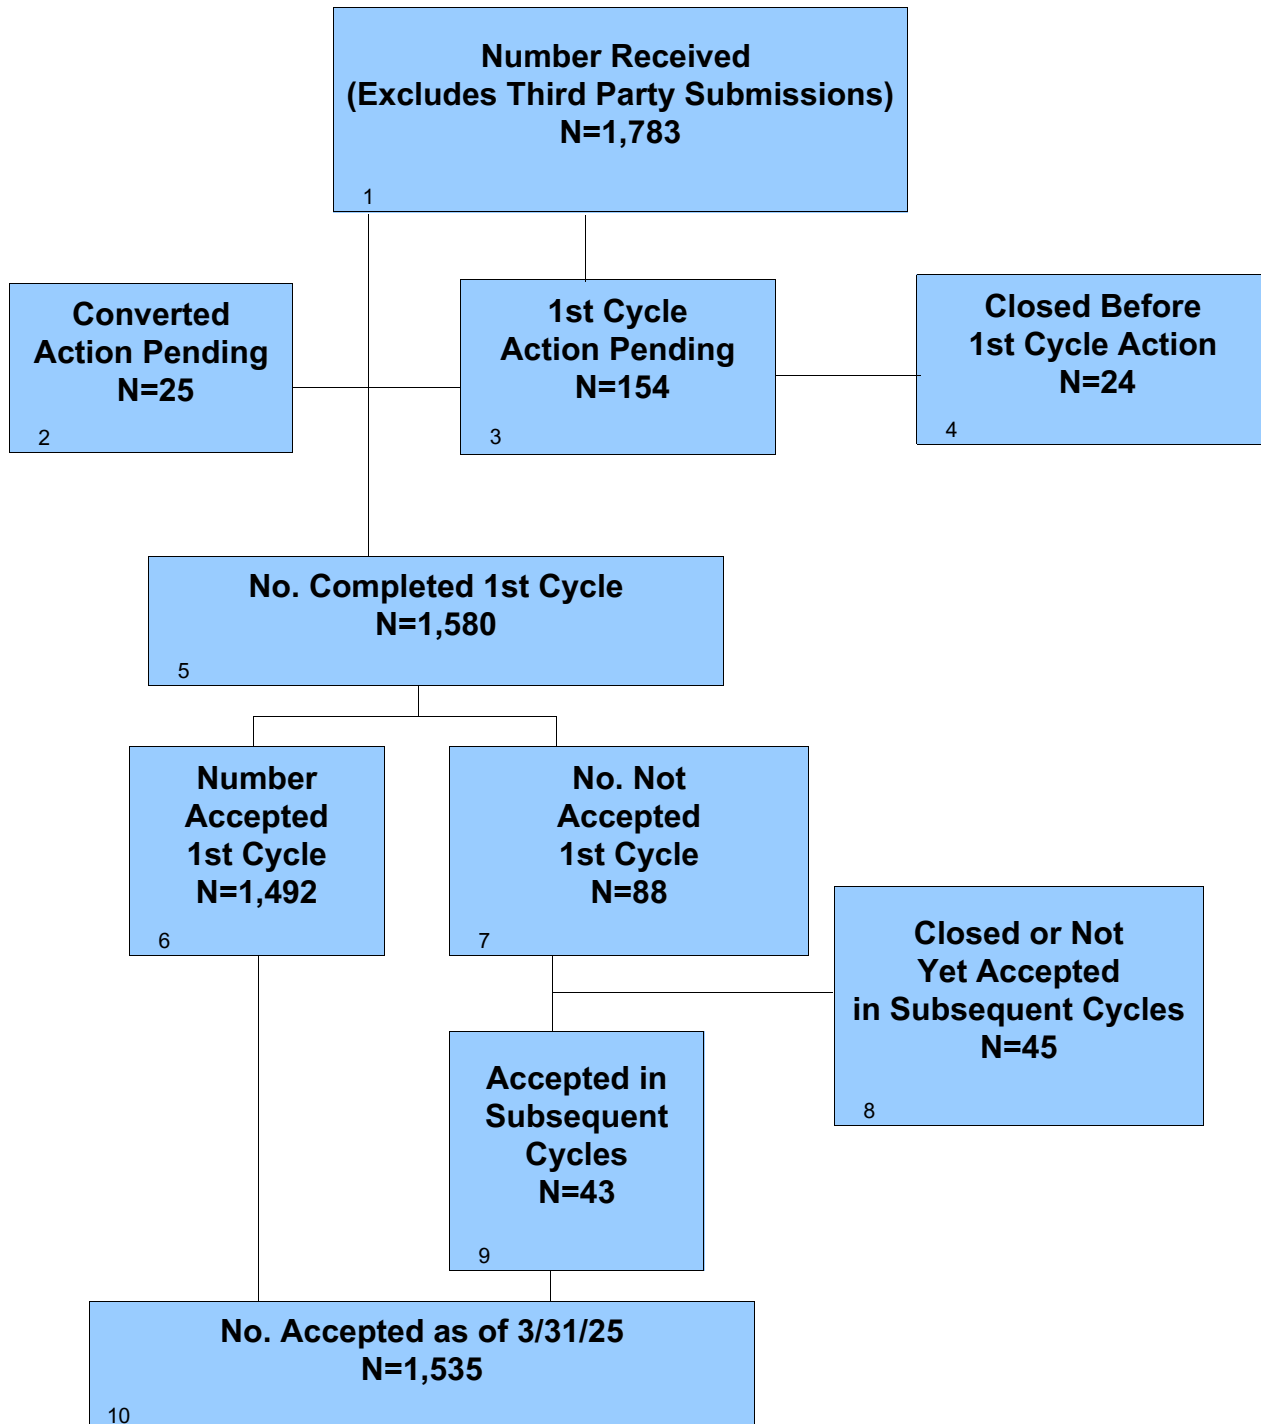 Number Received
(Excludes Third Party Submissions)
N=1,783
1
Converted
Action Pending
N=25
2
1st Cycle
Action Pending
N=154
3
Closed Before
1st Cycle Action
N=24
4
No. Completed 1st Cycle
N=1,580
5
Number
Accepted
1st Cycle
N=1,492
6
No. Not
Accepted
1st Cycle
N=88
7
Closed or Not
Yet Accepted
in Subsequent Cycles
N=45
8
Accepted in
Subsequent
Cycles
N=43
9
No. Accepted as of 3/31/25
N=1,535
10